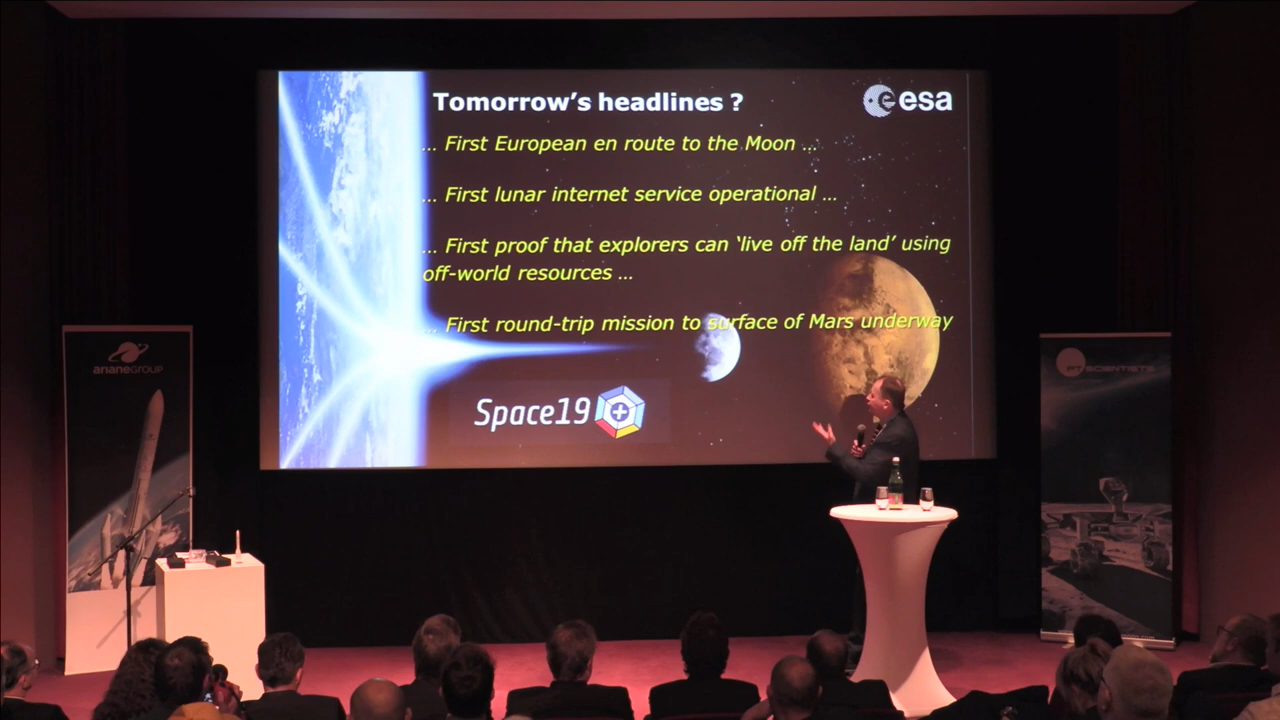 Tomorrow's headlines ?
esa
… First European en route to the Moon …
… First lunar internet service operational …
… First proof that explorers can 'live off the land' using
off-world resources …
… First round-trip mission to surface of Mars underway
Space19+
arianeGROUP
PTSCIENTISTS